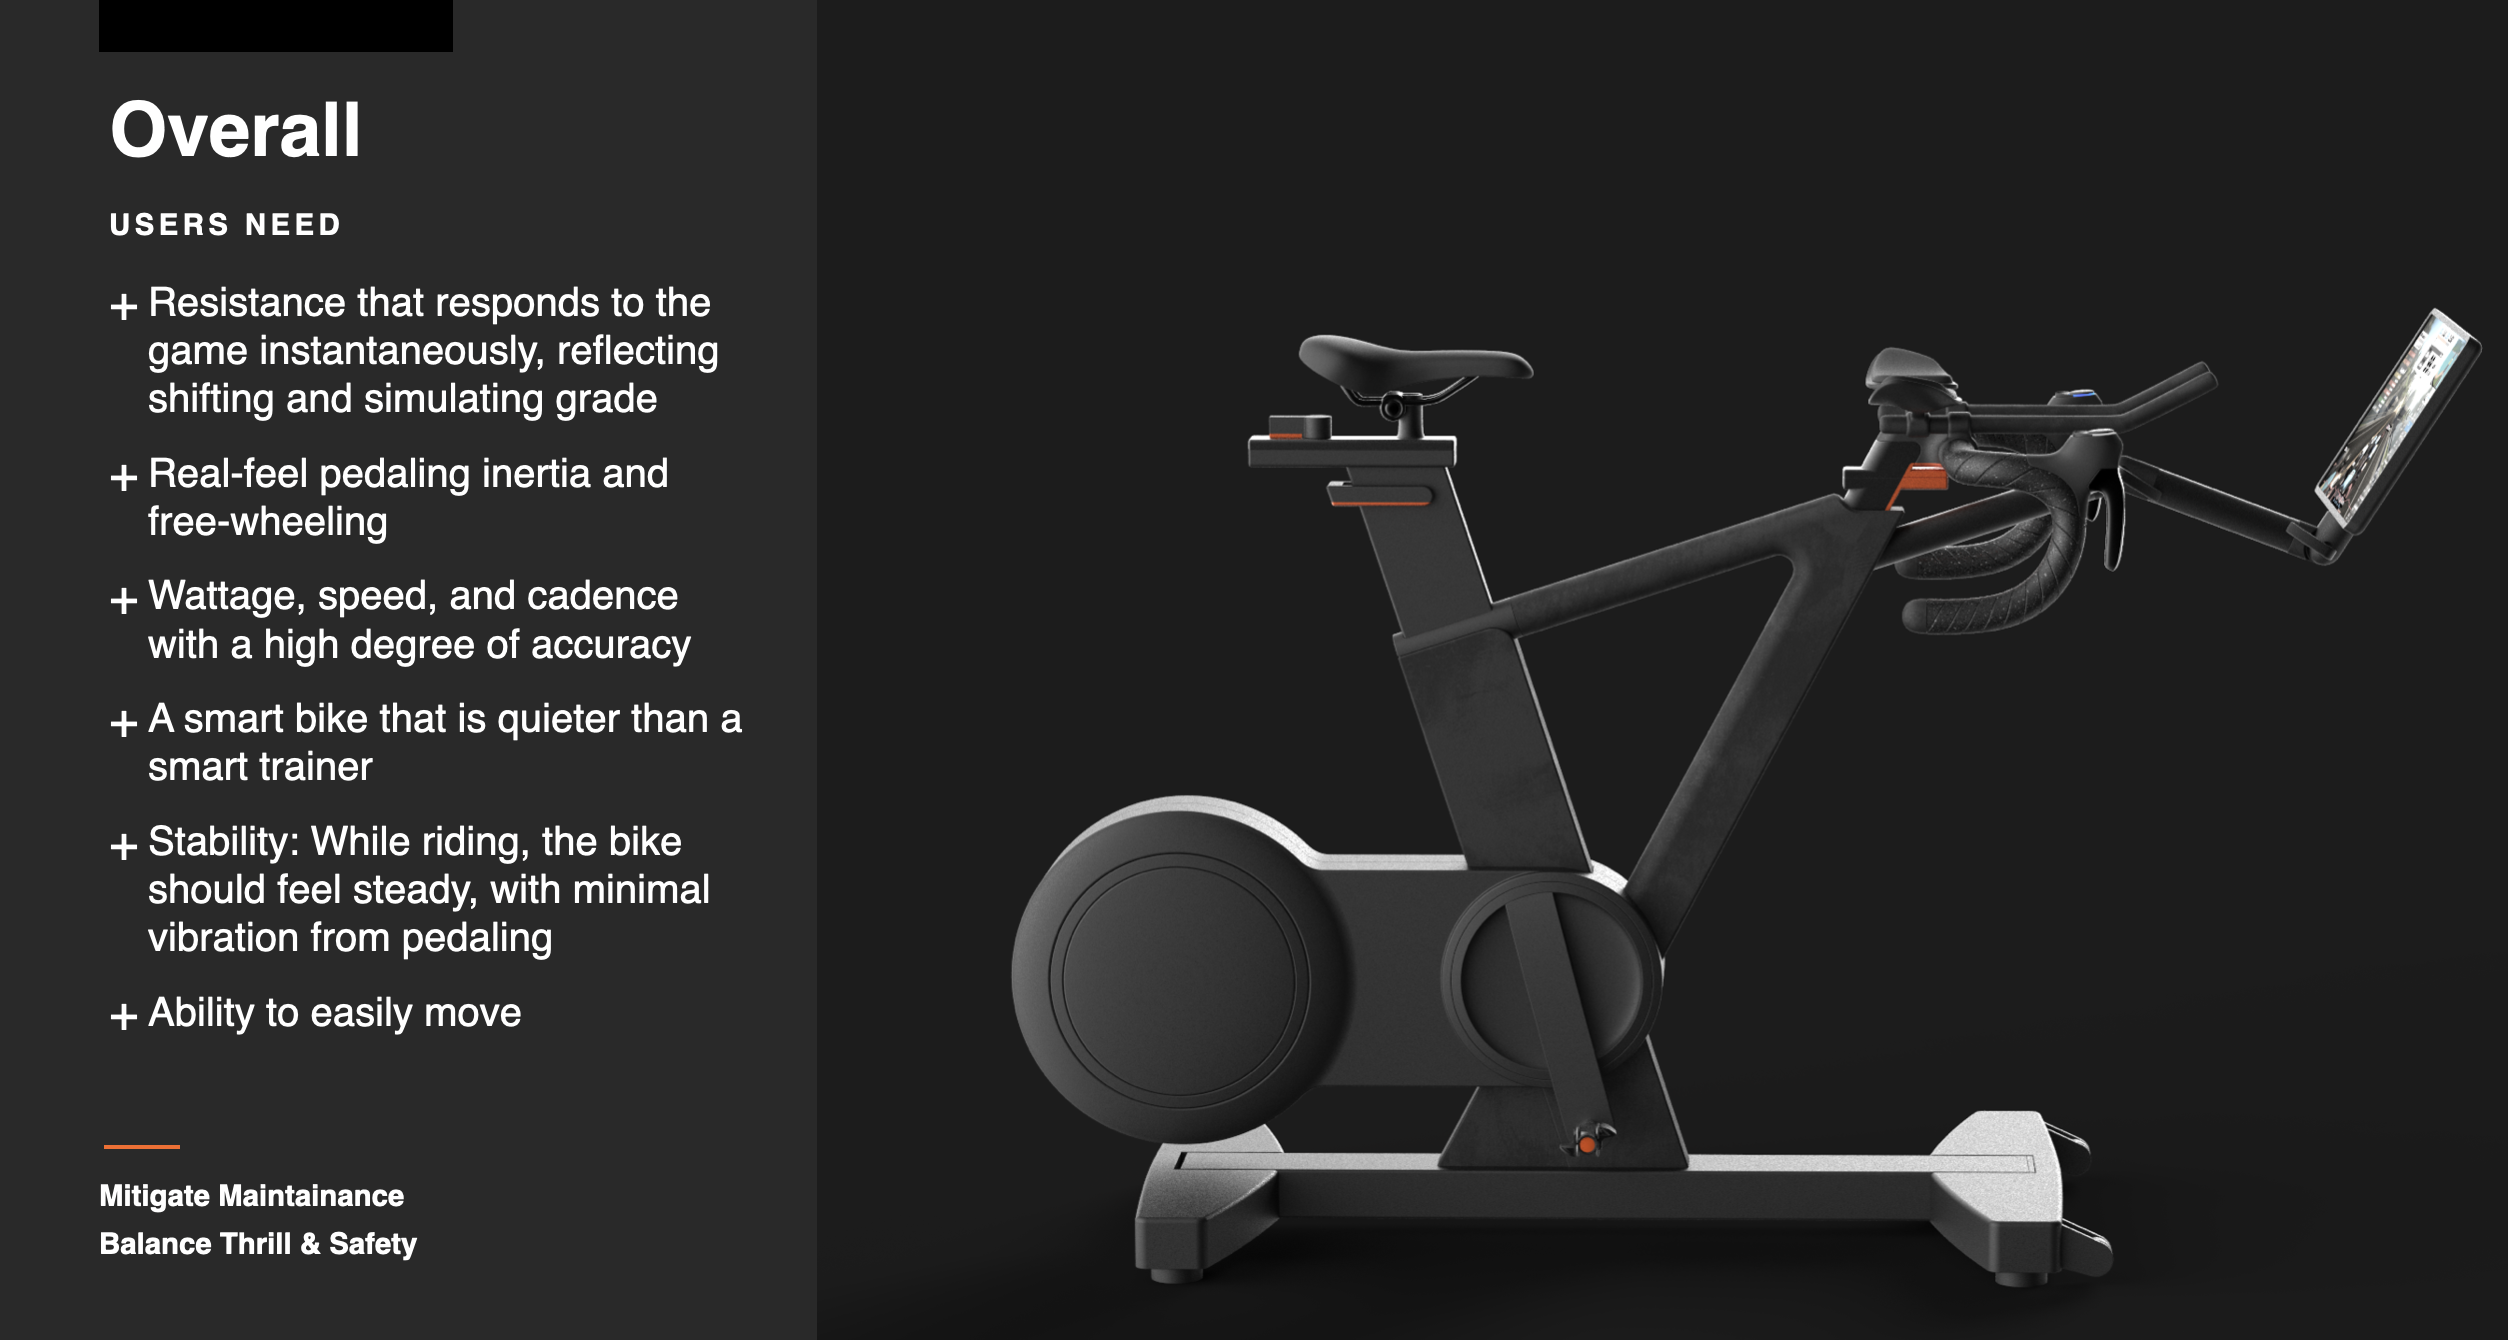 Overall
USERS NEED
+ Resistance that responds to the
game instantaneously, reflecting
shifting and simulating grade
+ Real-feel pedaling inertia and
free-wheeling
+ Wattage, speed, and cadence
with a high degree of accuracy
+ A smart bike that is quieter than a
smart trainer
+ Stability: While riding, the bike
should feel steady, with minimal
vibration from pedaling
+ Ability to easily move
Mitigate Maintainance
Balance Thrill & Safety